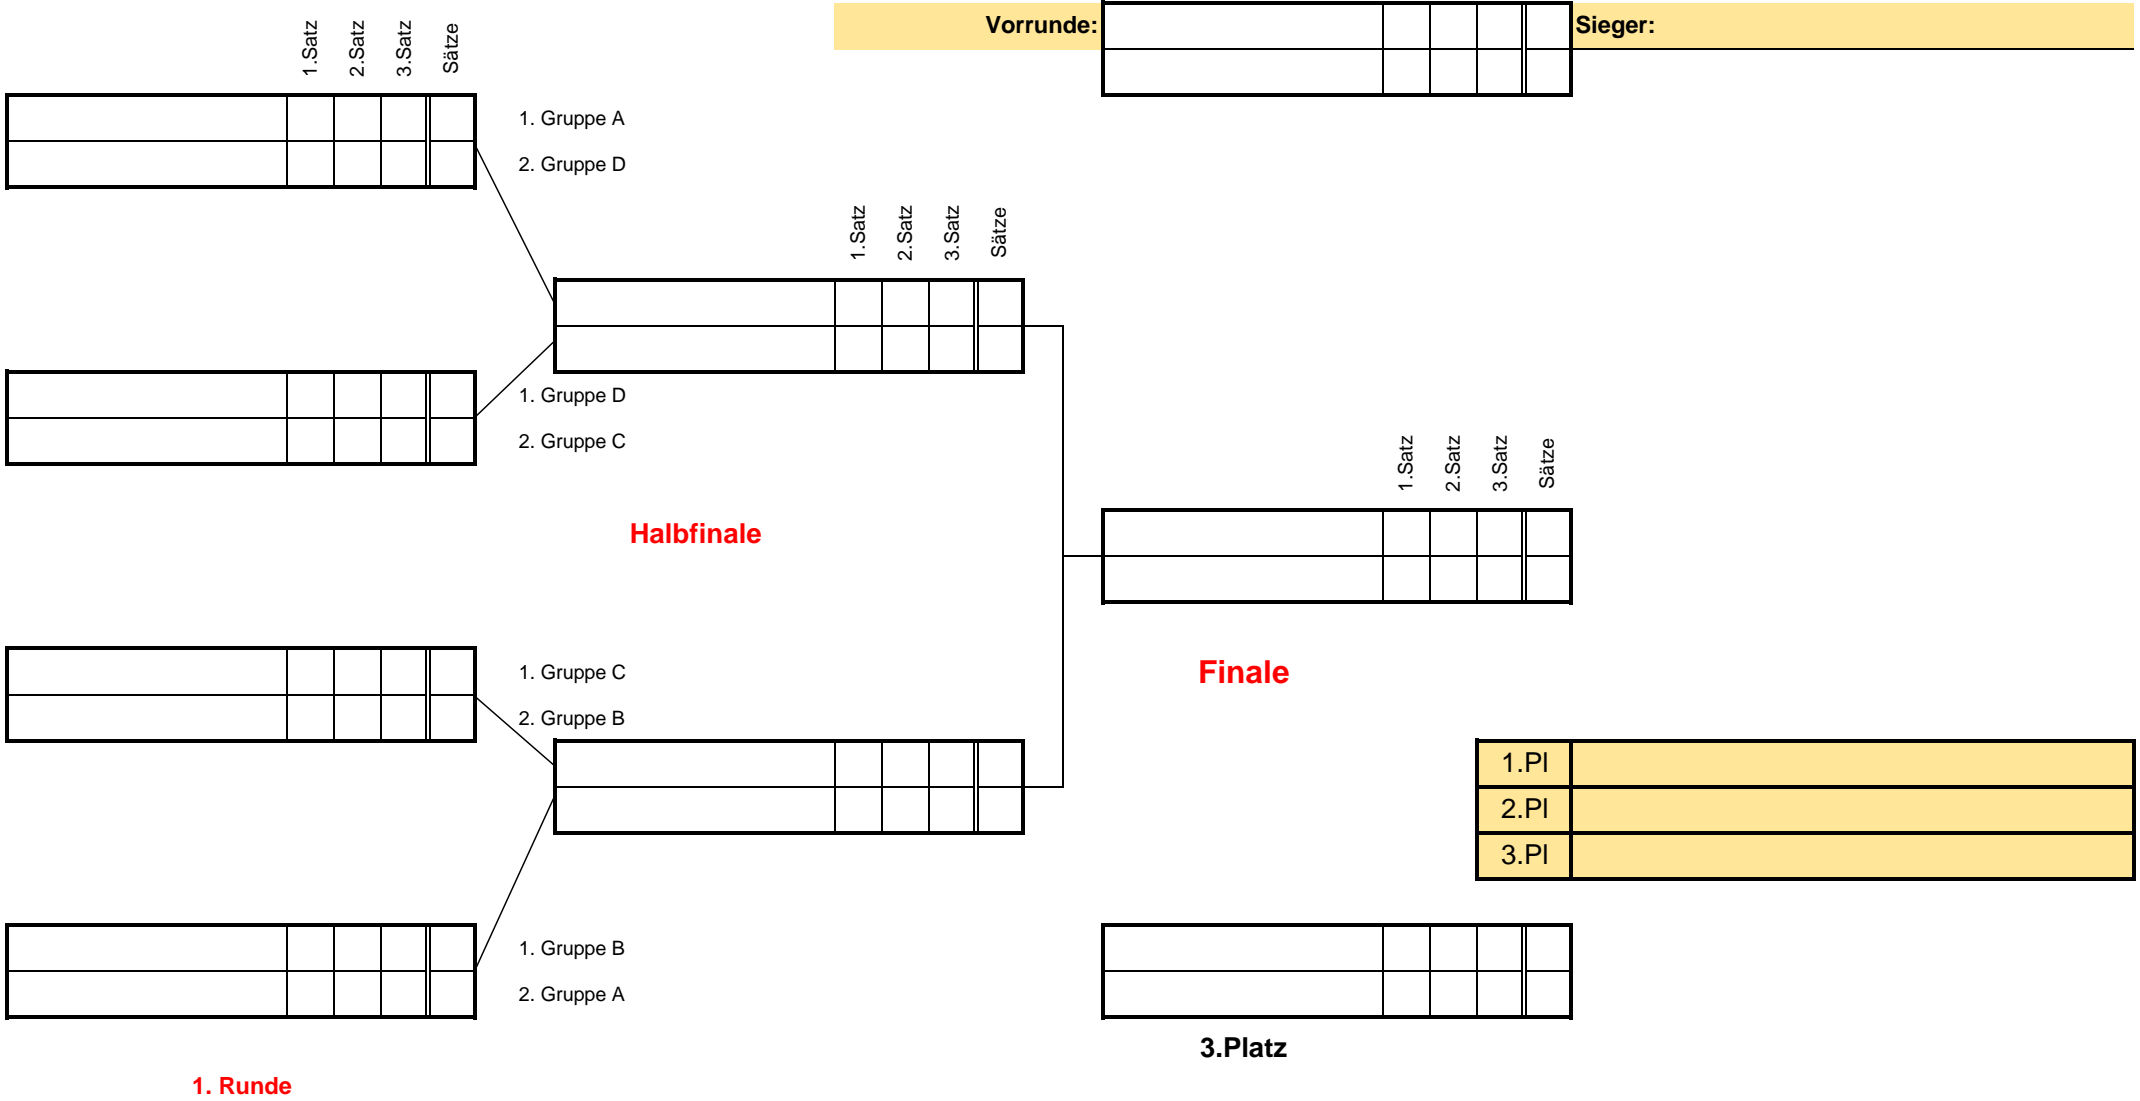 Vorrunde:
Sieger:
1.Satz
2.Satz
3.Satz
Sätze
1. Gruppe A
2. Gruppe D
1.Satz
2.Satz
3.Satz
Sätze
1. Gruppe D
2. Gruppe C
1.Satz
2.Satz
3.Satz
Sätze
Halbfinale
1. Gruppe C
Finale
2. Gruppe B
1.Pl
2.Pl
3.Pl
1. Gruppe B
2. Gruppe A
3.Platz
1. Runde